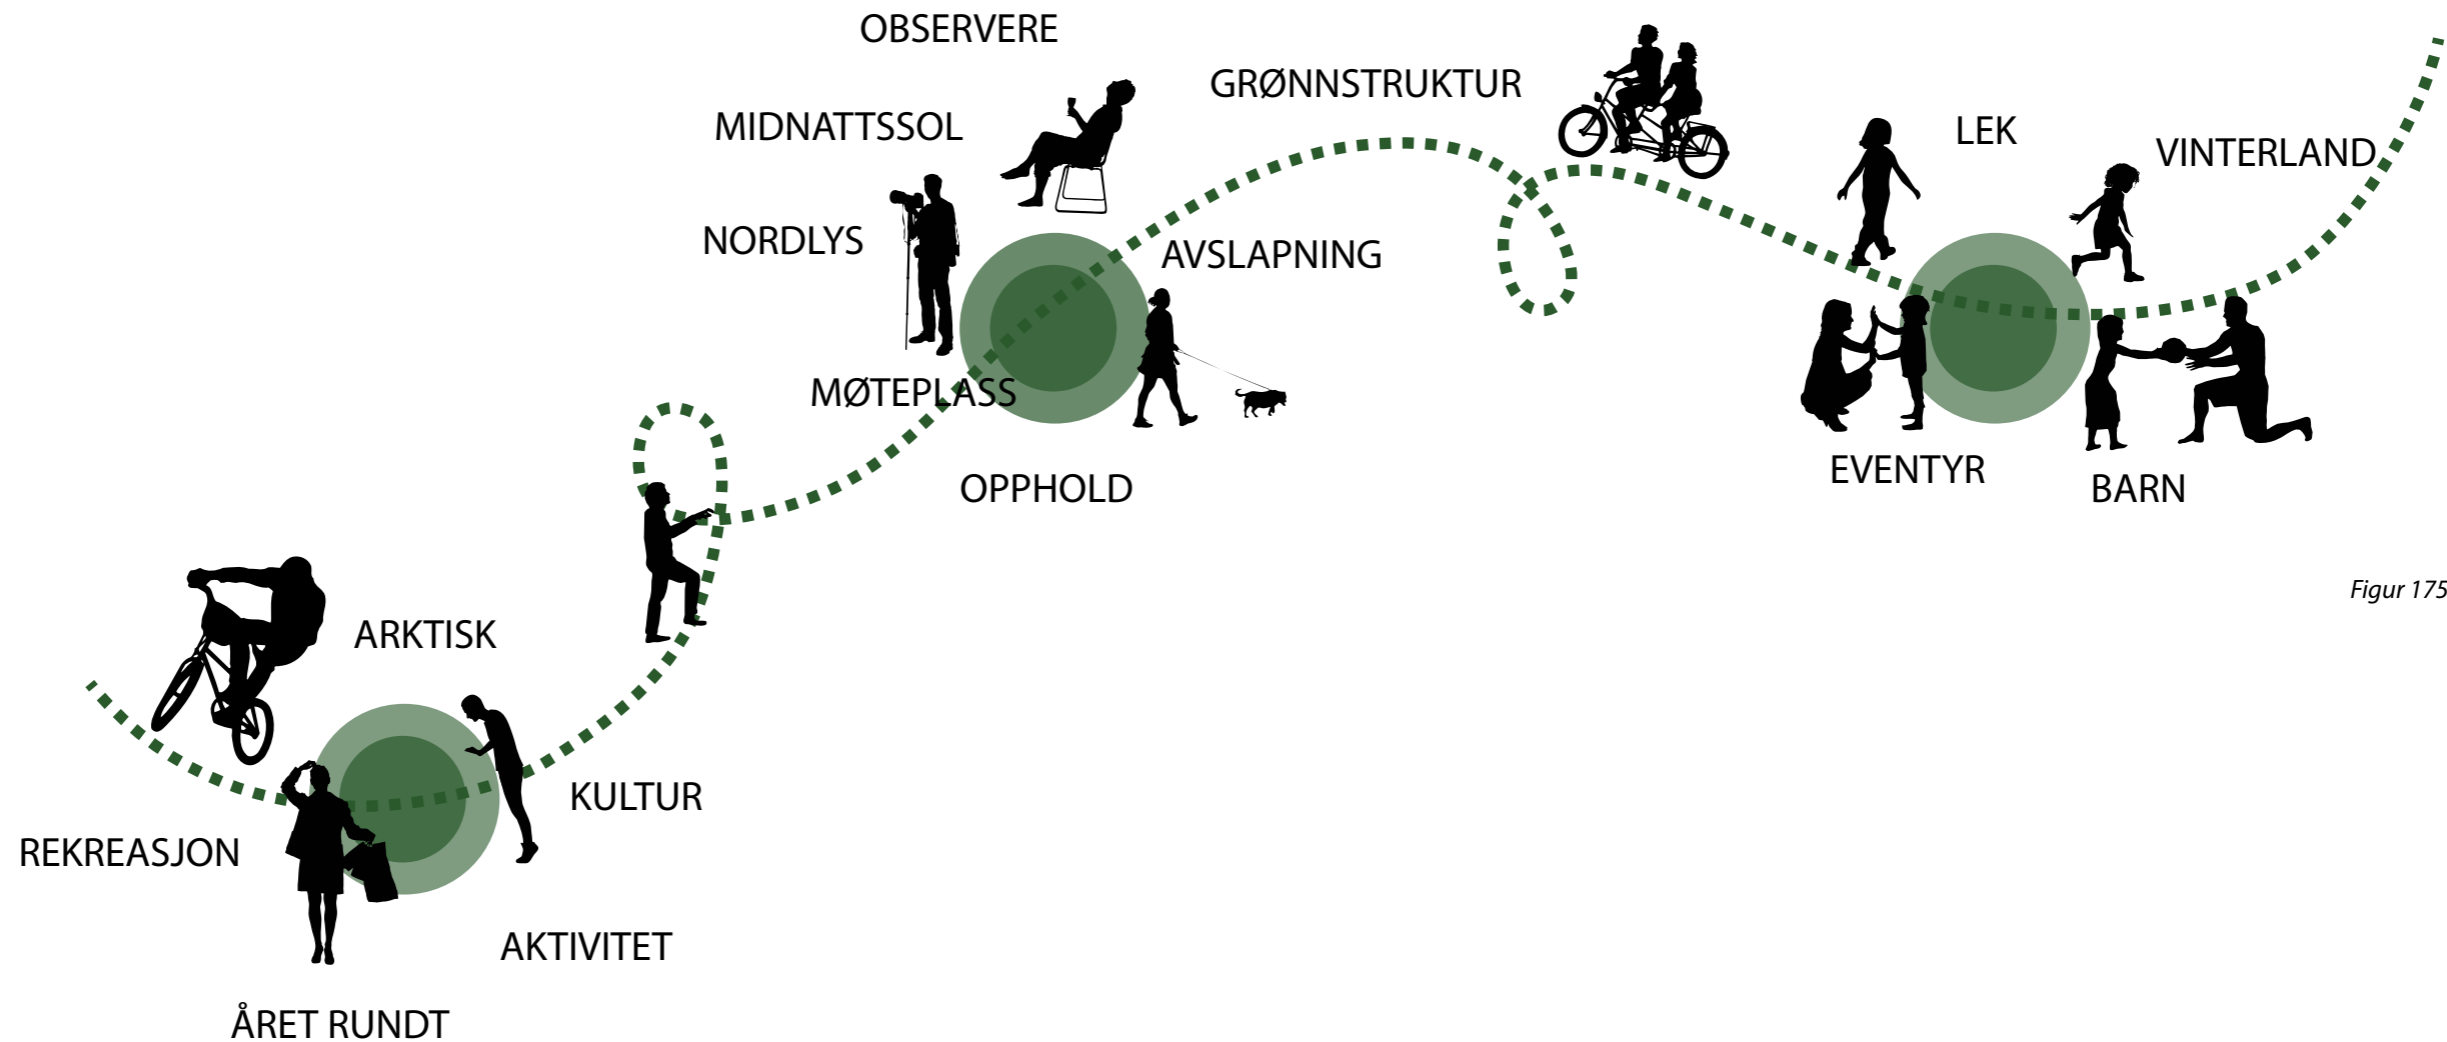 OBSERVERE
GRØNNSTRUKTUR
MIDNATTSSOL
LEK
VINTERLAND
NORDLYS
AVSLAPNING
MØTEPLASS
OPPHOLD
EVENTYR
BARN
Figur 175
ARKTISK
KULTUR
REKREASJON
AKTIVITET
ÅRET RUNDT